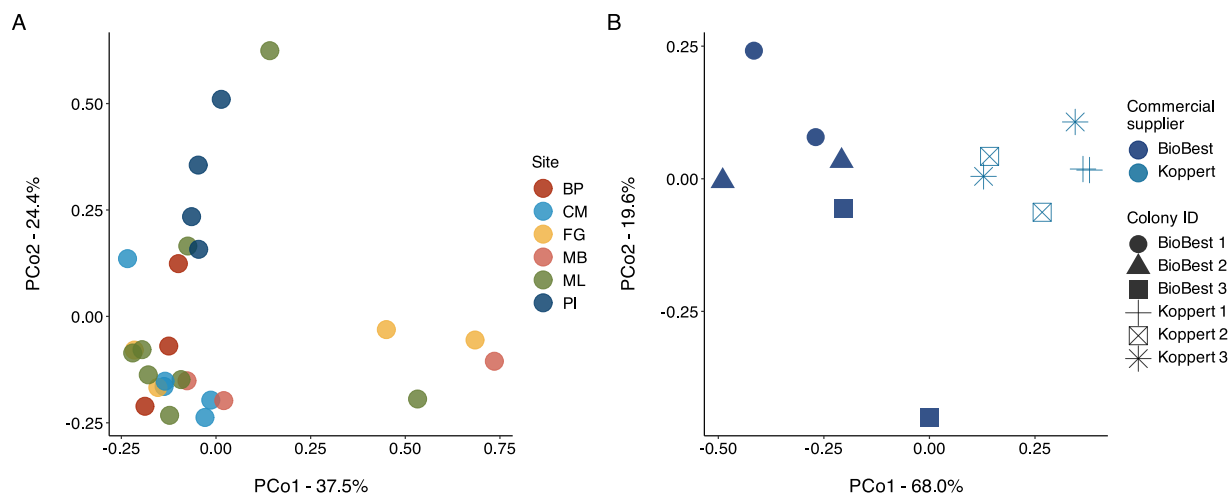 A
0.50
0.25
0.00
-0.25
PCo2 - 24.4%
-0.25
0.00
0.25
0.50
0.75
PCo1 - 37.5%
Site
BP
CM
FG
MB
ML
PI
B
0.25
0.00
-0.25
PCo2 - 19.6%
-0.50
-0.25
0.00
0.25
PCo1 - 68.0%
Commercial
supplier
BioBest
Koppert
Colony ID
BioBest 1
BioBest 2
BioBest 3
Koppert 1
Koppert 2
Koppert 3